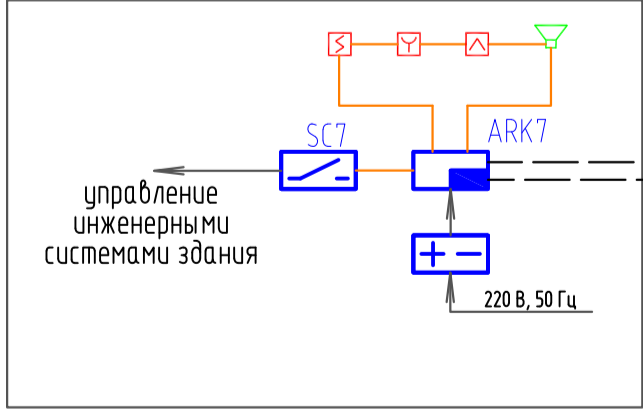 SC7
ARK7
управление
инженерными
системами здания
220 В, 50 Гц